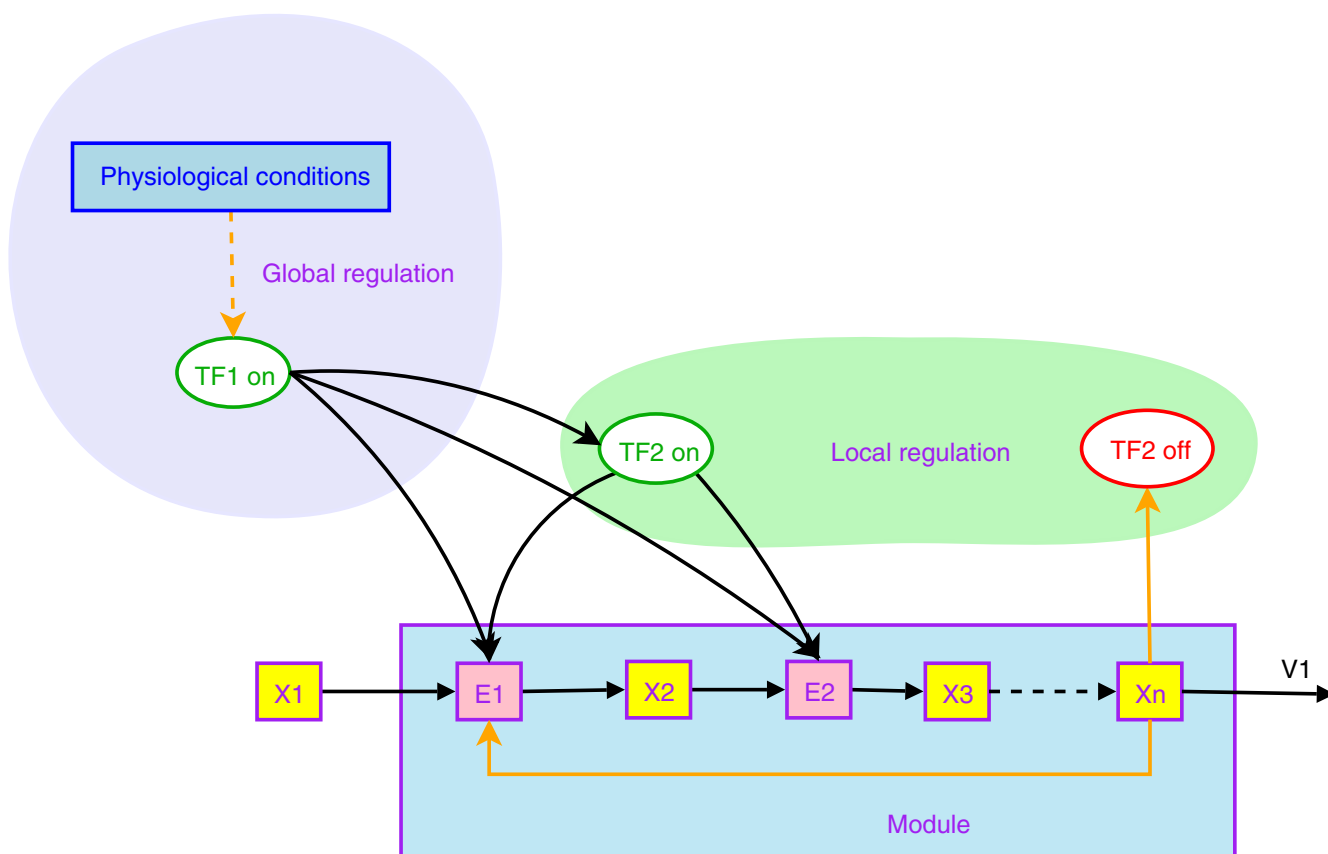 Physiological conditions
Global regulation
TF1 on
TF2 on
Local regulation
TF2 off
X1
E1
X2
E2
X3
Xn
V1
Module